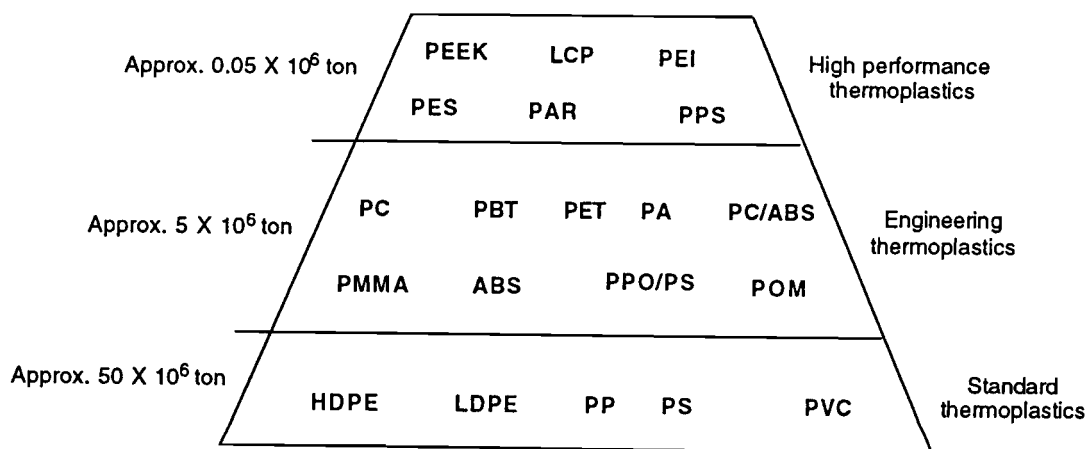 PEEK LCP PEI
Approx. 0.05 X 10⁶ ton
High performance
thermoplastics
PES PAR PPS
PC PBT PET PA PC/ABS
Approx. 5 X 10⁶ ton
Engineering
thermoplastics
PMMA ABS PPO/PS POM
Approx. 50 X 10⁶ ton
Standard
thermoplastics
HDPE LDPE PP PS PVC